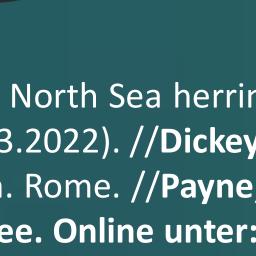 North Sea herrin
3.2022). //Dickey
. Rome. //Payne,
ee. Online unter: